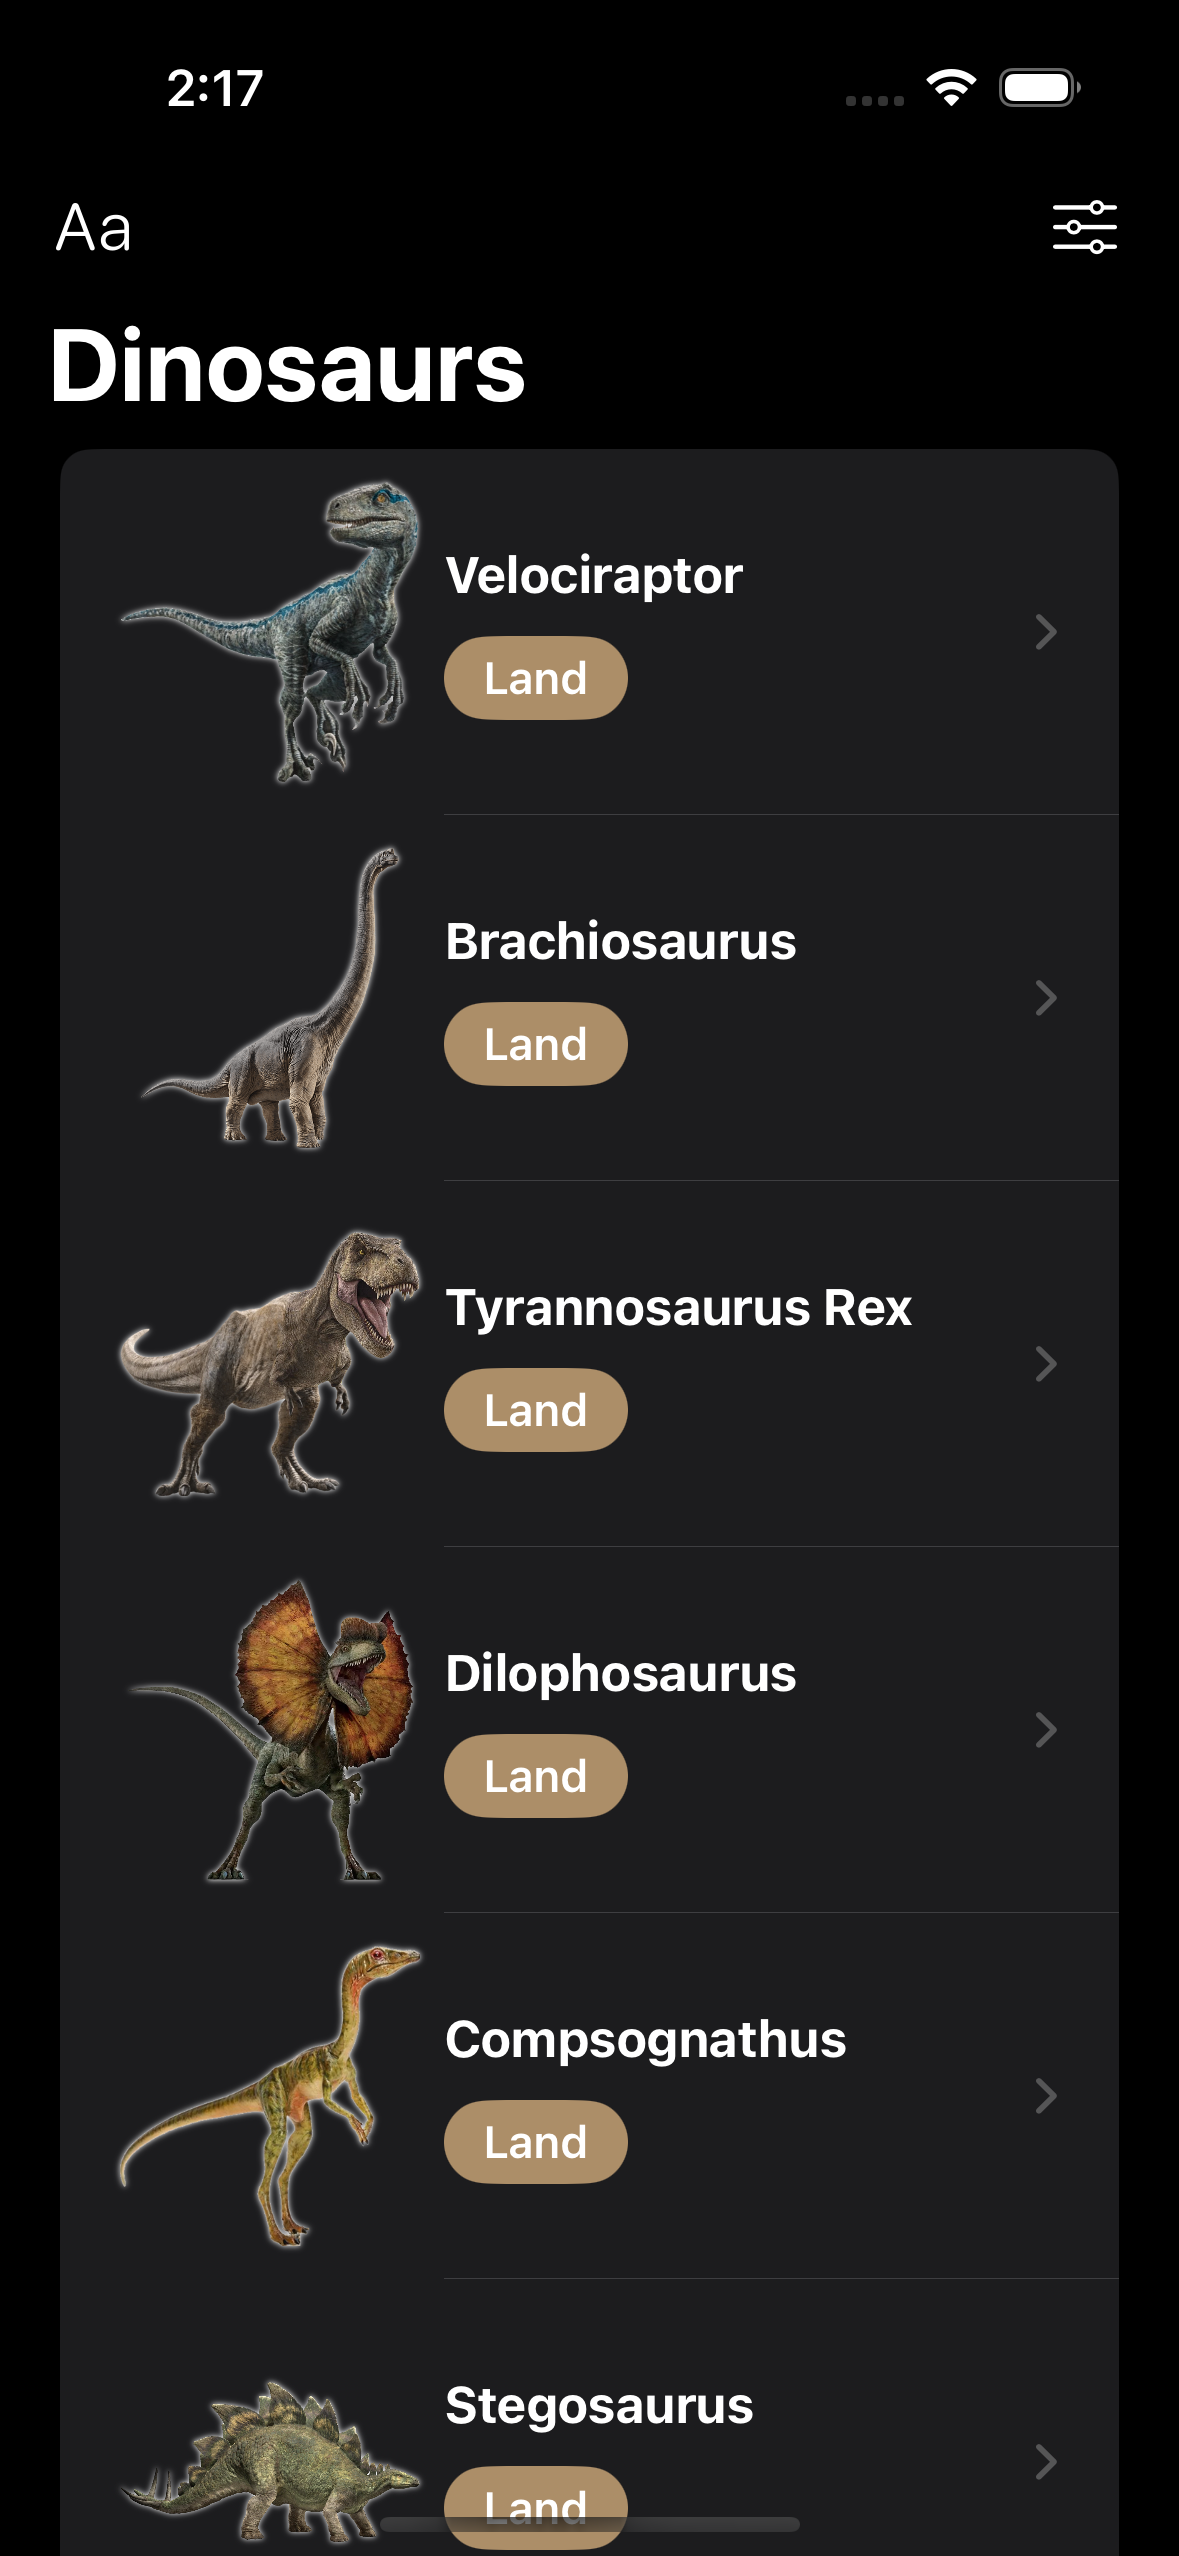 2:17
Aa
Dinosaurs
Velociraptor
Land
Brachiosaurus
Land
Tyrannosaurus Rex
Land
Dilophosaurus
Land
Compsognathus
Land
Stegosaurus
Land